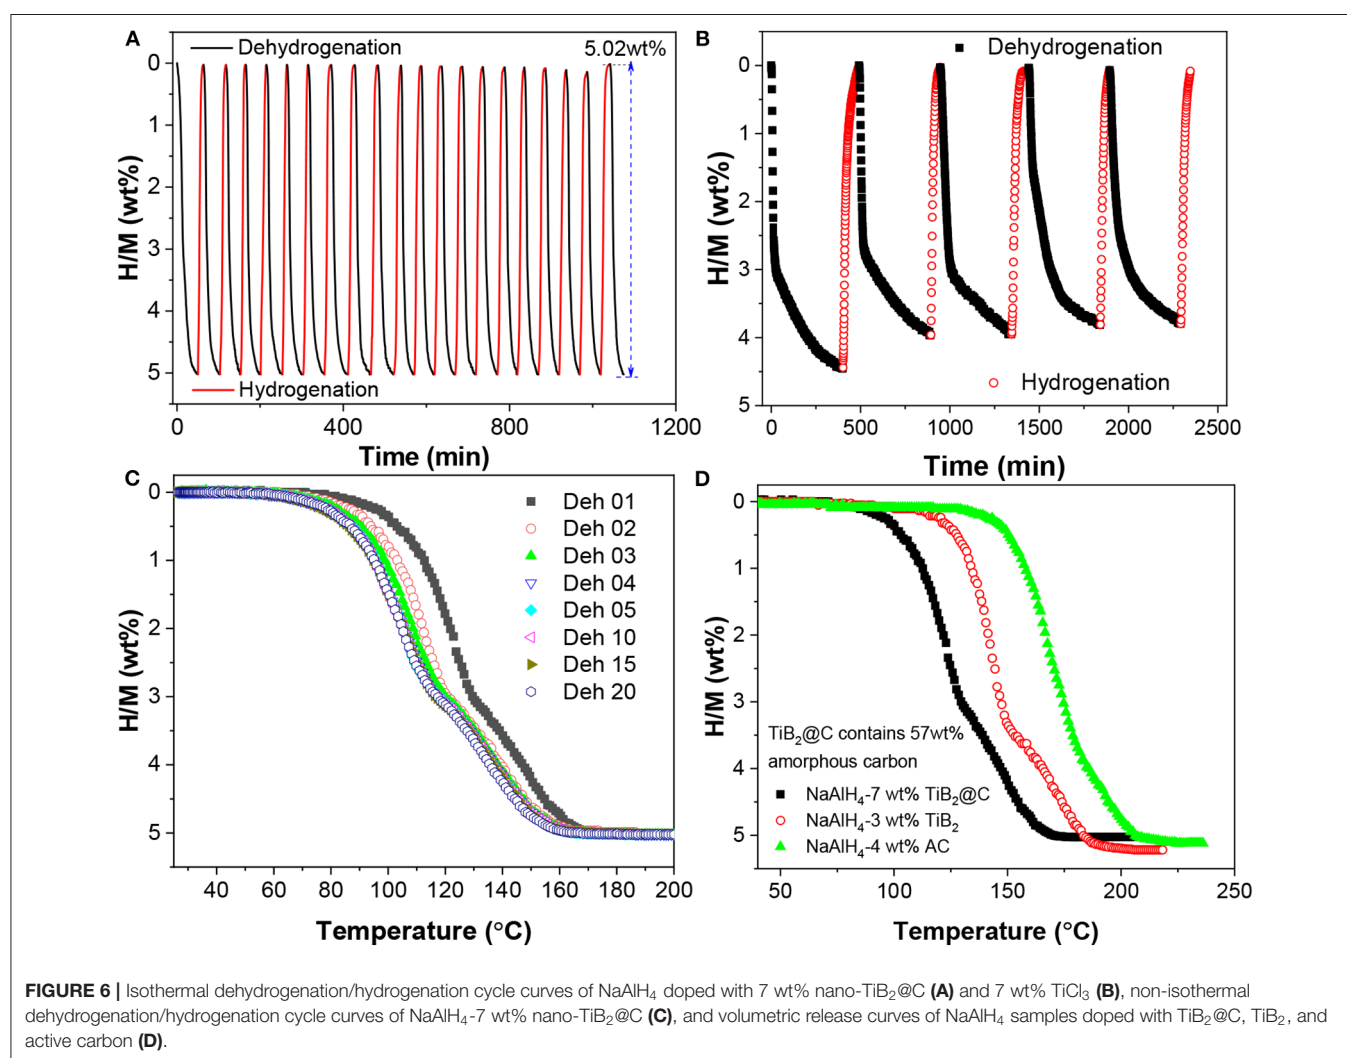 A
Dehydrogenation
5.02wt%
0
1
2
3
4
5
H/M (wt%)
Hydrogenation
0 400 800 1200
Time (min)
B
Dehydrogenation
0
1
2
3
4
5
H/M (wt%)
Hydrogenation
0 500 1000 1500 2000 2500
Time (min)
C
0
1
2
3
4
5
H/M (wt%)
Deh 01
Deh 02
Deh 03
Deh 04
Deh 05
Deh 10
Deh 15
Deh 20
40 60 80 100 120 140 160 180 200
Temperature (°C)
D
0
1
2
3
4
5
H/M (wt%)
TiB₂@C contains 57wt%
amorphous carbon
NaAlH₄-7 wt% TiB₂@C
NaAlH₄-3 wt% TiB₂
NaAlH₄-4 wt% AC
50 100 150 200 250
Temperature (°C)
FIGURE 6 | Isothermal dehydrogenation/hydrogenation cycle curves of NaAlH₄ doped with 7 wt% nano-TiB₂@C (A) and 7 wt% TiCl₃ (B), non-isothermal
dehydrogenation/hydrogenation cycle curves of NaAlH₄-7 wt% nano-TiB₂@C (C), and volumetric release curves of NaAlH₄ samples doped with TiB₂@C, TiB₂, and
active carbon (D).